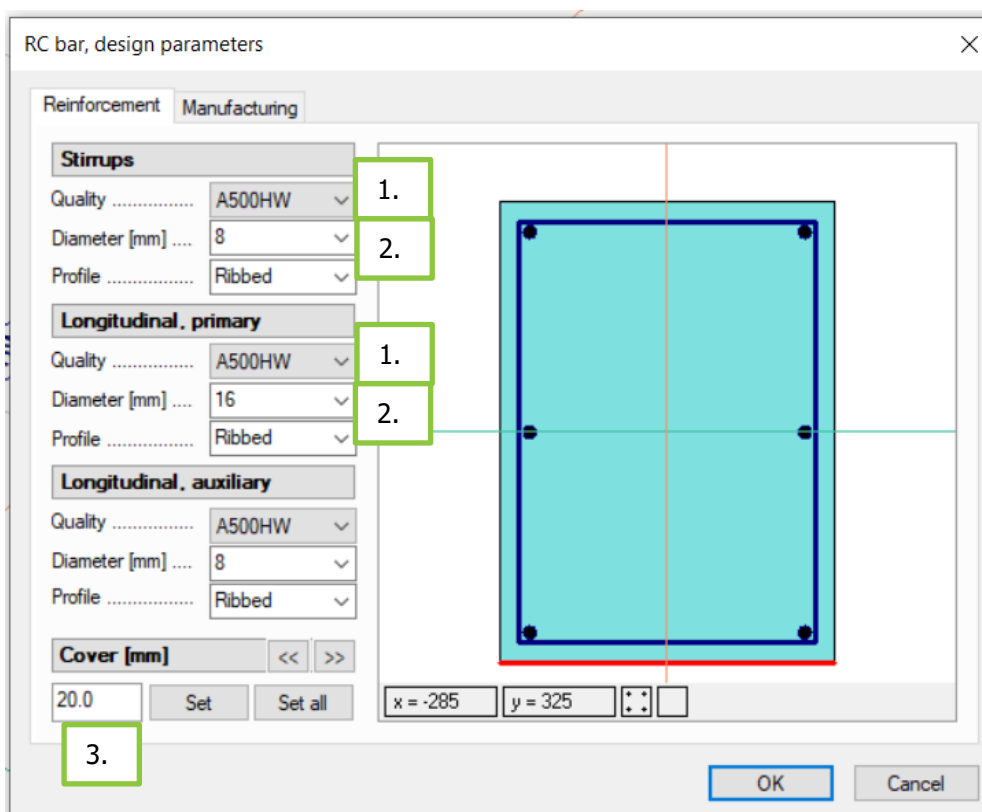 RC bar, design parameters
Reinforcement Manufacturing
Stirrups
Quality ................ A500HW 1.
Diameter [mm] .... 8 2.
Profile ................. Ribbed
Longitudinal, primary
Quality ................ A500HW 1.
Diameter [mm] .... 16 2.
Profile ................. Ribbed
Longitudinal, auxiliary
Quality ................ A500HW
Diameter [mm] .... 8
Profile ................. Ribbed
Cover [mm] << >>
20.0 Set Set all x = -285 y = 325
3.
OK Cancel